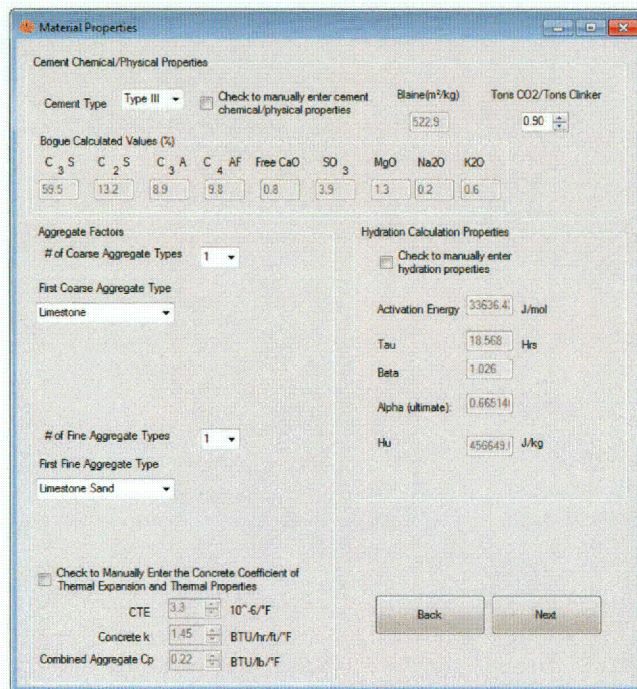 Material Properties
Cement Chemical/Physical Properties
Cement Type Type III Check to manually enter cement chemical/physical properties Blaine(m²/kg) Tons CO2/Tons Clinker
522.9 0.90
Bogue Calculated Values (%)
C3S C2S C3A C4AF Free CaO SO3 MgO Na2O K2O
59.5 13.2 8.9 9.8 0.8 3.9 1.3 0.2 0.6
Aggregate Factors
# of Coarse Aggregate Types 1
First Coarse Aggregate Type
Limestone
# of Fine Aggregate Types 1
First Fine Aggregate Type
Limestone Sand
Check to Manually Enter the Concrete Coefficient of
Thermal Expansion and Thermal Properties
CTE 3.3 10^-6/°F
Concrete k 1.45 BTU/hr/ft/°F
Combined Aggregate Cp 0.22 BTU/lb/°F
Hydration Calculation Properties
Check to manually enter
hydration properties
Activation Energy 33636.4 J/mol
Tau 18.568 Hrs
Beta 1.026
Alpha (ultimate): 0.66514
Hu 456649. J/kg
Back Next